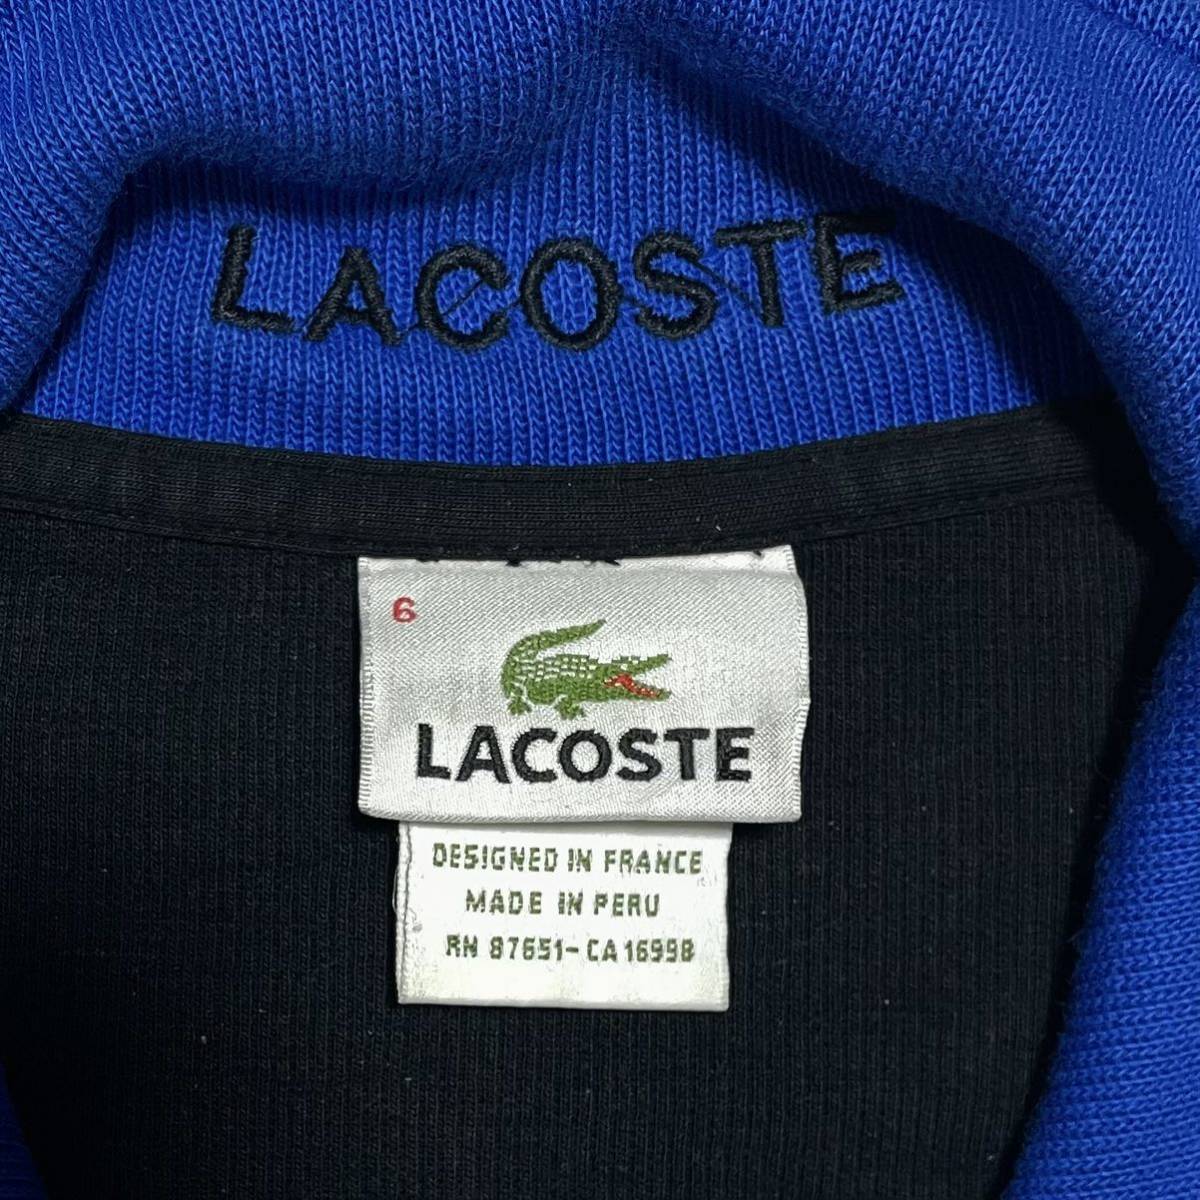 LACOSTE
6
LACOSTE
DESIGNED IN FRANCE
MADE IN PERU
RN 87651-CA 16998